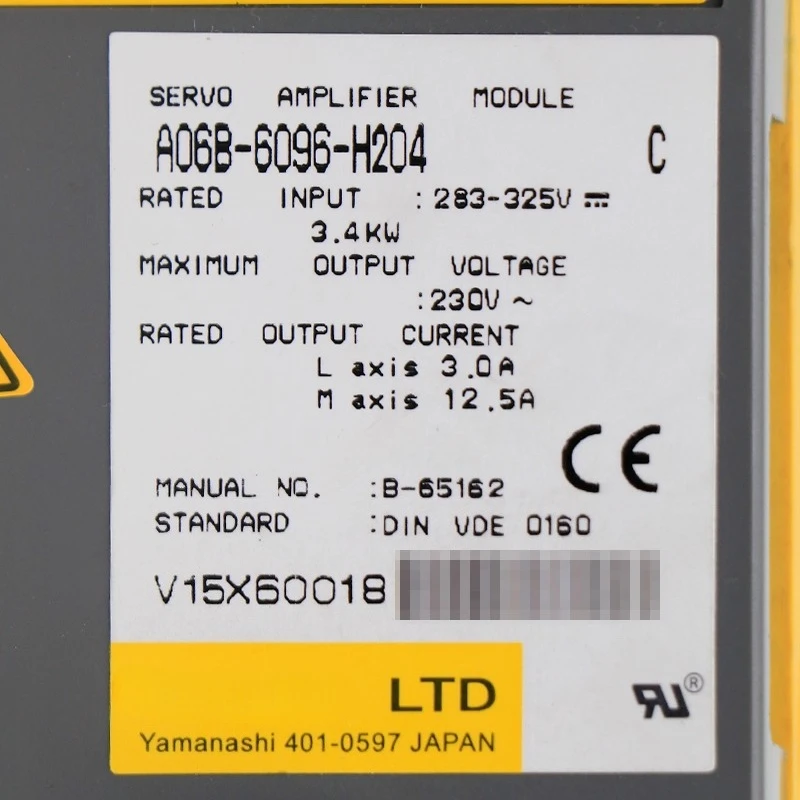 SERVO AMPLIFIER MODULE
A06B-6096-H204 C
RATED INPUT :283-325V ⎓
3.4KW
MAXIMUM OUTPUT VOLTAGE
:230V ~
RATED OUTPUT CURRENT
L axis 3.0A
M axis 12.5A
CE
MANUAL NO. :B-65162
STANDARD :DIN VDE 0160
V15X60018
LTD
Yamanashi 401-0597 JAPAN
RU®